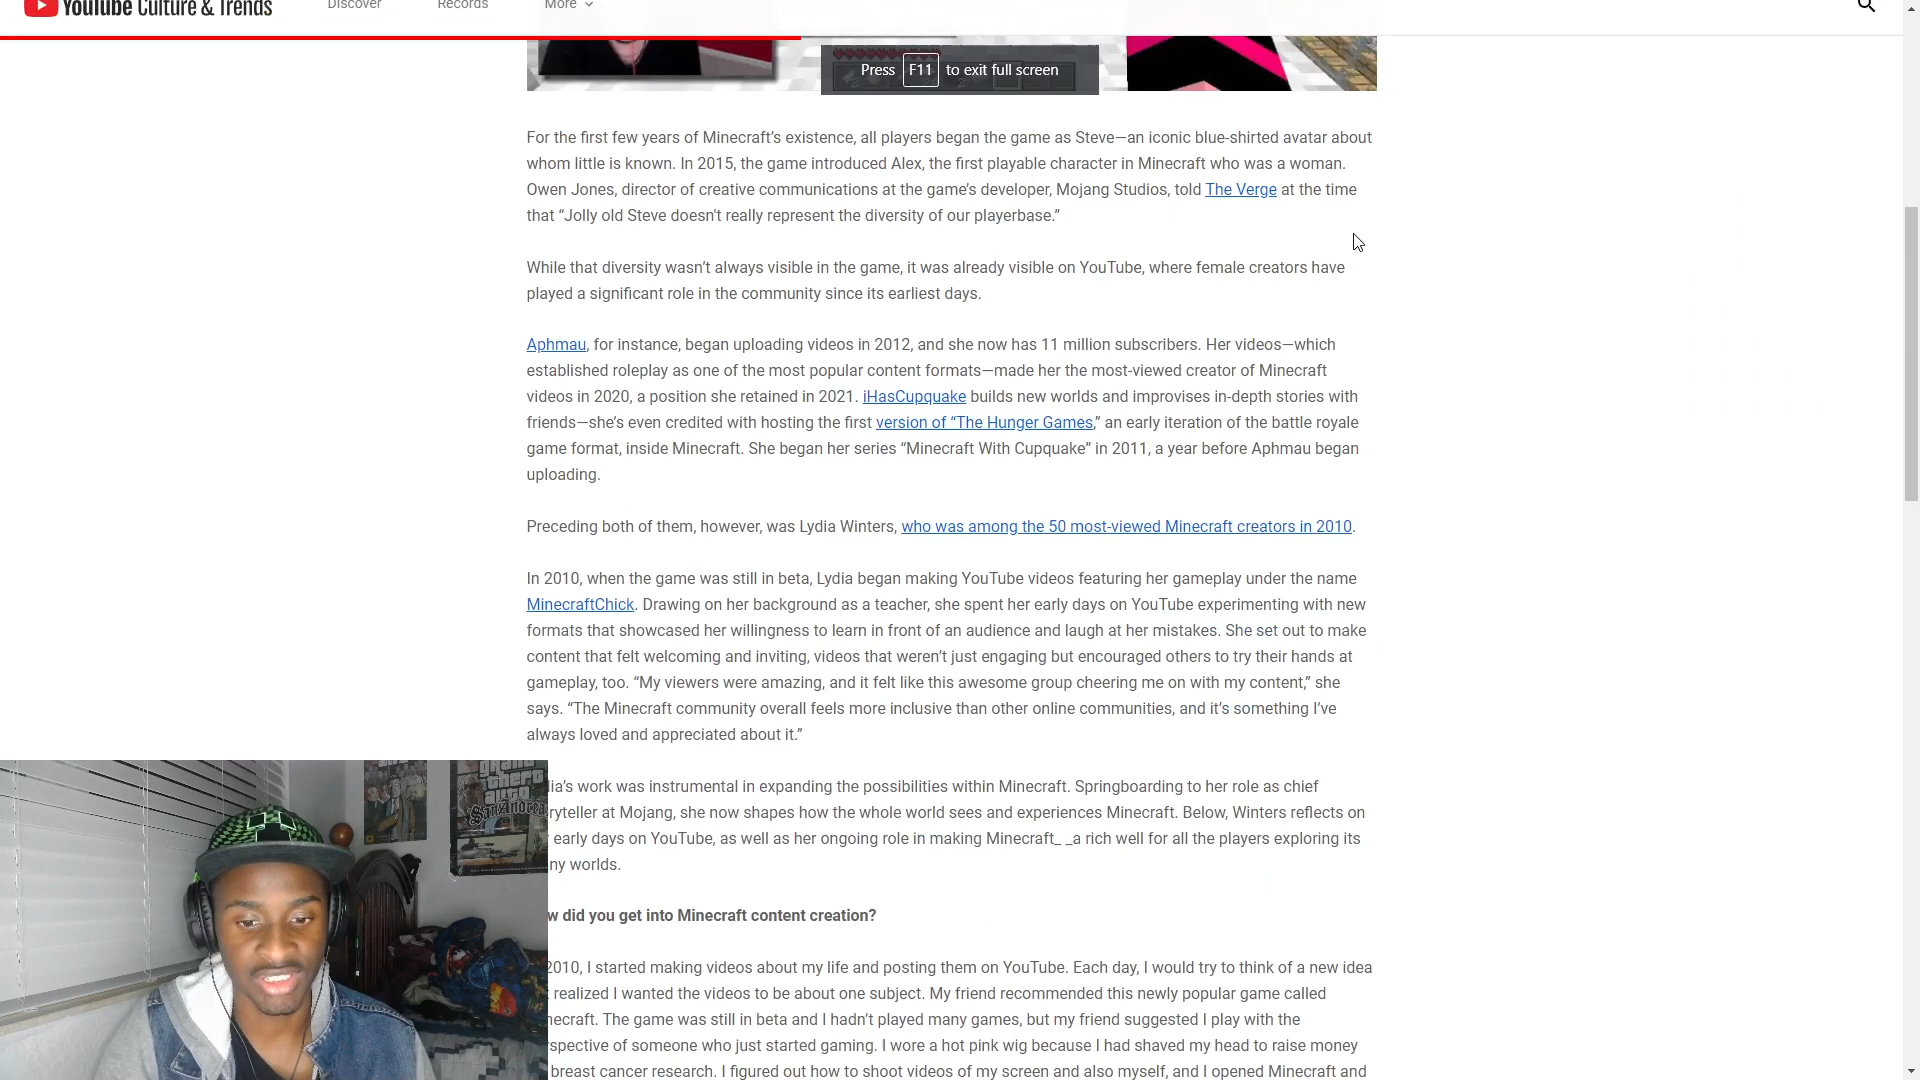 YouTube Culture & Trends
Discover
Records
More
Press F11 to exit full screen
For the first few years of Minecraft's existence, all players began the game as Steve—an iconic blue-shirted avatar about
whom little is known. In 2015, the game introduced Alex, the first playable character in Minecraft who was a woman.
Owen Jones, director of creative communications at the game's developer, Mojang Studios, told The Verge at the time
that “Jolly old Steve doesn't really represent the diversity of our playerbase.”
While that diversity wasn't always visible in the game, it was already visible on YouTube, where female creators have
played a significant role in the community since its earliest days.
Aphmau, for instance, began uploading videos in 2012, and she now has 11 million subscribers. Her videos—which
established roleplay as one of the most popular content formats—made her the most-viewed creator of Minecraft
videos in 2020, a position she retained in 2021. iHasCupquake builds new worlds and improvises in-depth stories with
friends—she's even credited with hosting the first version of “The Hunger Games,” an early iteration of the battle royale
game format, inside Minecraft. She began her series “Minecraft With Cupquake” in 2011, a year before Aphmau began
uploading.
Preceding both of them, however, was Lydia Winters, who was among the 50 most-viewed Minecraft creators in 2010.
In 2010, when the game was still in beta, Lydia began making YouTube videos featuring her gameplay under the name
MinecraftChick. Drawing on her background as a teacher, she spent her early days on YouTube experimenting with new
formats that showcased her willingness to learn in front of an audience and laugh at her mistakes. She set out to make
content that felt welcoming and inviting, videos that weren't just engaging but encouraged others to try their hands at
gameplay, too. “My viewers were amazing, and it felt like this awesome group cheering me on with my content,” she
says. “The Minecraft community overall feels more inclusive than other online communities, and it's something I've
always loved and appreciated about it.”
lia's work was instrumental in expanding the possibilities within Minecraft. Springboarding to her role as chief
ryteller at Mojang, she now shapes how the whole world sees and experiences Minecraft. Below, Winters reflects on
early days on YouTube, as well as her ongoing role in making Minecraft_ _a rich well for all the players exploring its
ny worlds.
w did you get into Minecraft content creation?
2010, I started making videos about my life and posting them on YouTube. Each day, I would try to think of a new idea
realized I wanted the videos to be about one subject. My friend recommended this newly popular game called
necraft. The game was still in beta and I hadn't played many games, but my friend suggested I play with the
spective of someone who just started gaming. I wore a hot pink wig because I had shaved my head to raise money
breast cancer research. I figured out how to shoot videos of my screen and also myself, and I opened Minecraft and
grand
theft
auto
SanAndreas